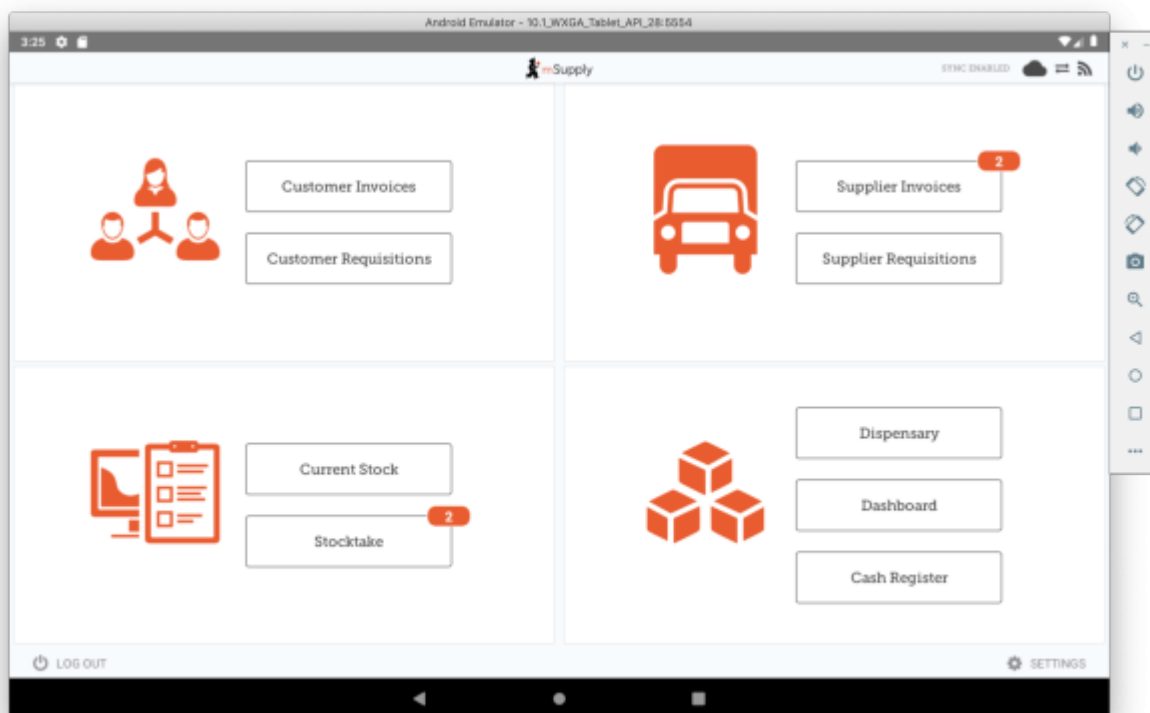 Android Emulator - 10.1_WXGA_Tablet_API_28:5554
3:25
mSupply
SYNC ENABLED
Customer Invoices
Customer Requisitions
2
Supplier Invoices
Supplier Requisitions
Current Stock
2
Stocktake
Dispensary
Dashboard
Cash Register
LOG OUT
SETTINGS